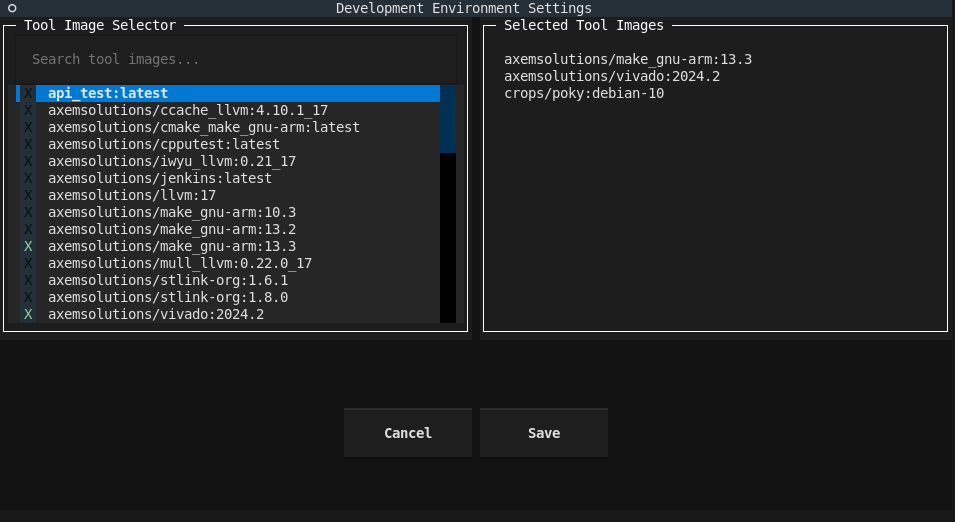 Development Environment Settings
Tool Image Selector
Search tool images...
X api_test:latest
X axemsolutions/ccache_llvm:4.10.1_17
X axemsolutions/cmake_make_gnu-arm:latest
X axemsolutions/cpputest:latest
X axemsolutions/iwyu_llvm:0.21_17
X axemsolutions/jenkins:latest
X axemsolutions/llvm:17
X axemsolutions/make_gnu-arm:10.3
X axemsolutions/make_gnu-arm:13.2
X axemsolutions/make_gnu-arm:13.3
X axemsolutions/mull_llvm:0.22.0_17
X axemsolutions/stlink-org:1.6.1
X axemsolutions/stlink-org:1.8.0
X axemsolutions/vivado:2024.2
Selected Tool Images
axemsolutions/make_gnu-arm:13.3
axemsolutions/vivado:2024.2
crops/poky:debian-10
Cancel
Save